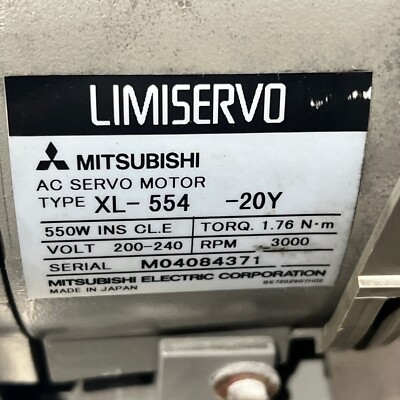 LIMISERVO
MITSUBISHI
AC SERVO MOTOR
TYPE XL-554 -20Y
550W INS CL.E TORQ. 1.76 N·m
VOLT 200-240 RPM 3000
SERIAL M04084371
MITSUBISHI ELECTRIC CORPORATION
MADE IN JAPAN